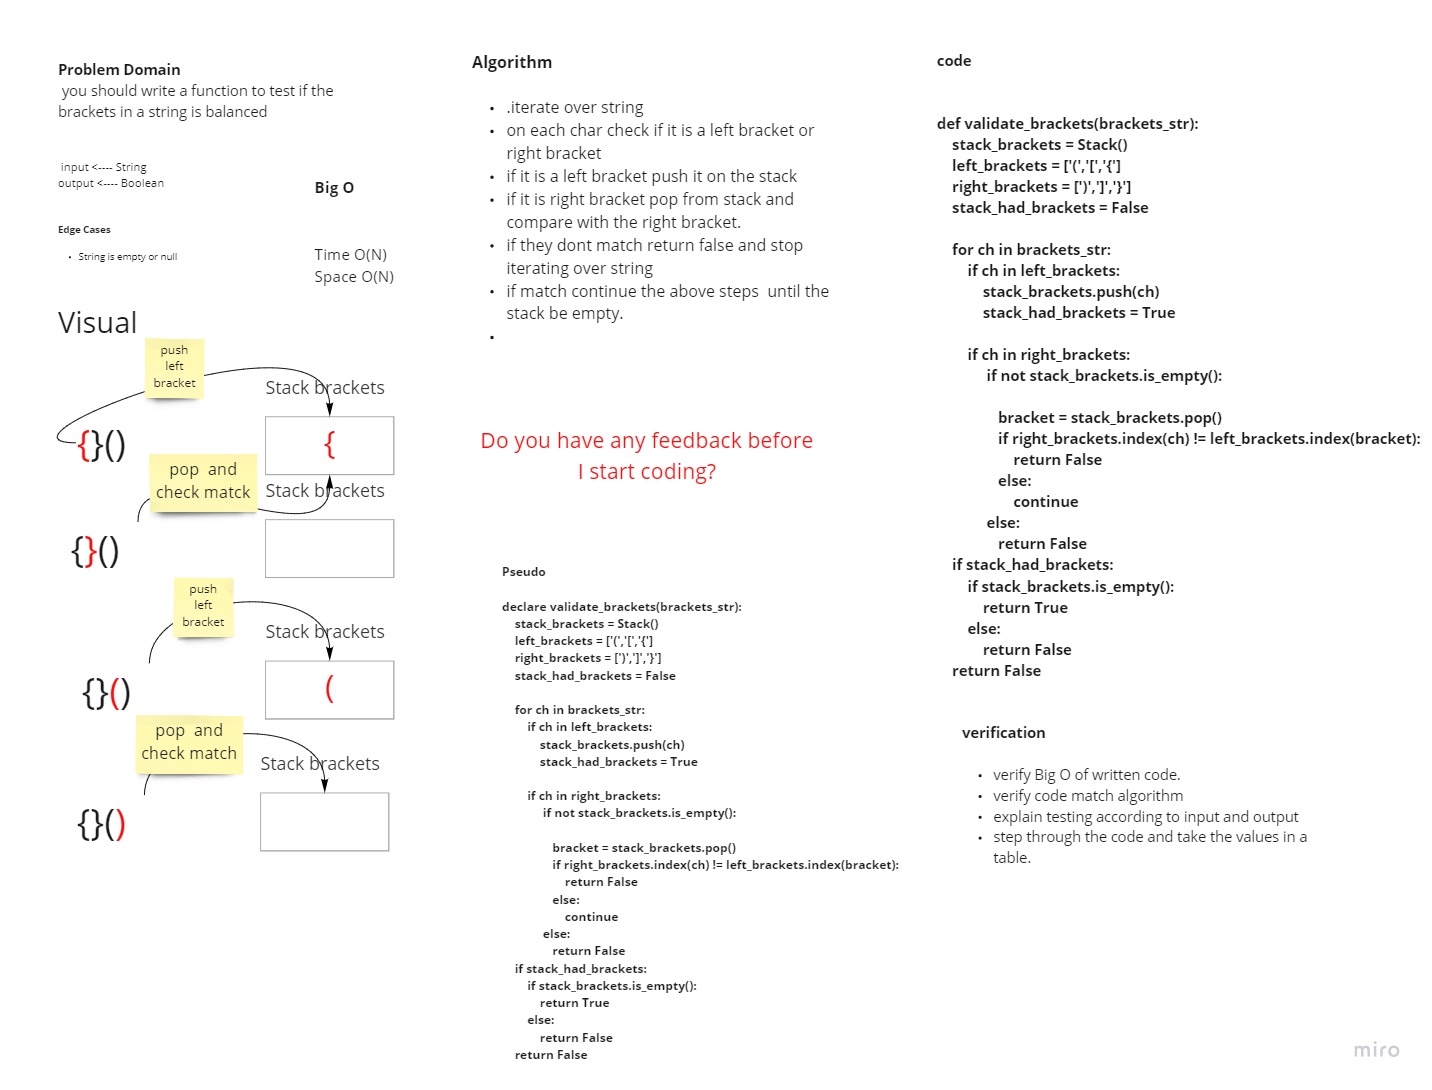 Problem Domain
you should write a function to test if the
brackets in a string is balanced
input <---- String
output <---- Boolean
Big O
Edge Cases
• String is empty or null
Time O(N)
Space O(N)
Visual
push
left
bracket
Stack brackets
{}()
{
pop and
check matck
Stack brackets
{}()
push
left
bracket
Stack brackets
{}()
(
pop and
check match
Stack brackets
{}()
Algorithm
• .iterate over string
• on each char check if it is a left bracket or
right bracket
• if it is a left bracket push it on the stack
• if it is right bracket pop from stack and
compare with the right bracket.
• if they dont match return false and stop
iterating over string
• if match continue the above steps until the
stack be empty.
•
Do you have any feedback before
I start coding?
Pseudo
declare validate_brackets(brackets_str):
stack_brackets = Stack()
left_brackets = ['(','[','{']
right_brackets = [')',']','}']
stack_had_brackets = False
for ch in brackets_str:
if ch in left_brackets:
stack_brackets.push(ch)
stack_had_brackets = True
if ch in right_brackets:
if not stack_brackets.is_empty():
bracket = stack_brackets.pop()
if right_brackets.index(ch) != left_brackets.index(bracket):
return False
else:
continue
else:
return False
if stack_had_brackets:
if stack_brackets.is_empty():
return True
else:
return False
return False
code
def validate_brackets(brackets_str):
stack_brackets = Stack()
left_brackets = ['(','[','{']
right_brackets = [')',']','}']
stack_had_brackets = False
for ch in brackets_str:
if ch in left_brackets:
stack_brackets.push(ch)
stack_had_brackets = True
if ch in right_brackets:
if not stack_brackets.is_empty():
bracket = stack_brackets.pop()
if right_brackets.index(ch) != left_brackets.index(bracket):
return False
else:
continue
else:
return False
if stack_had_brackets:
if stack_brackets.is_empty():
return True
else:
return False
return False
verification
• verify Big O of written code.
• verify code match algorithm
• explain testing according to input and output
• step through the code and take the values in a
table.
miro